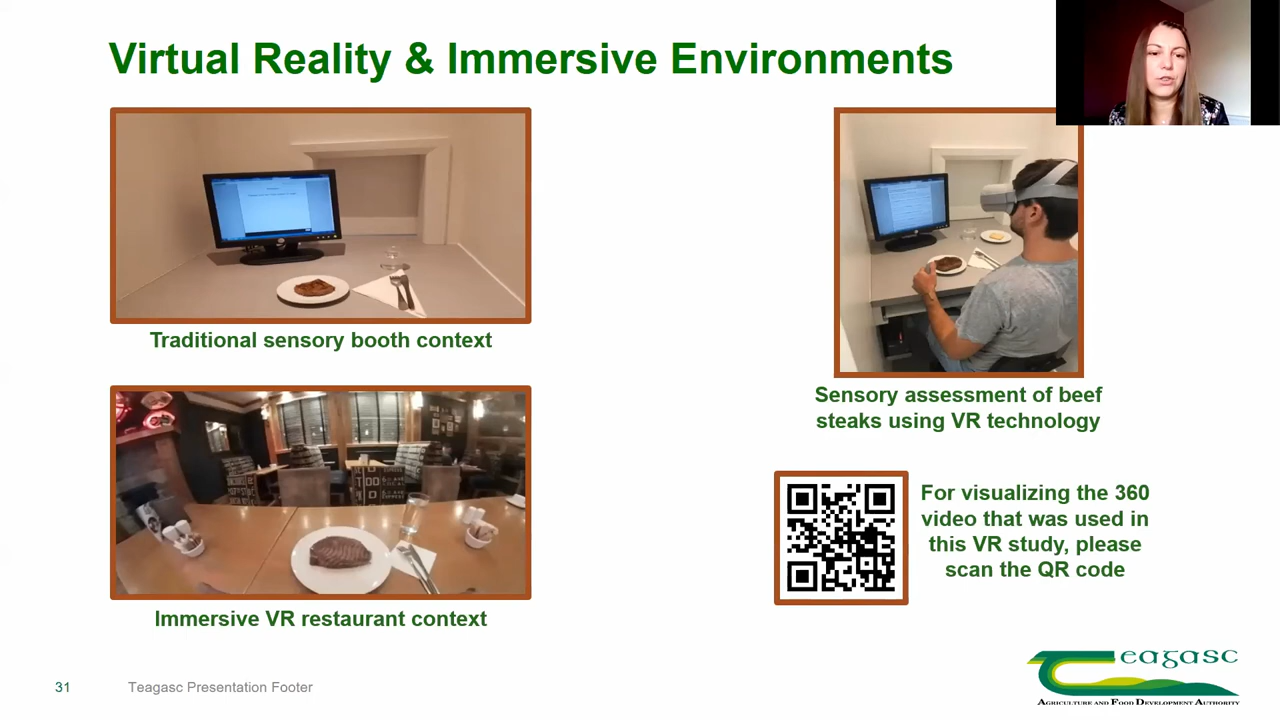 Virtual Reality & Immersive Environments
Traditional sensory booth context
Immersive VR restaurant context
Sensory assessment of beef
steaks using VR technology
For visualizing the 360
video that was used in
this VR study, please
scan the QR code
31
Teagasc Presentation Footer
Teagasc
AGRICULTURE AND FOOD DEVELOPMENT AUTHORITY